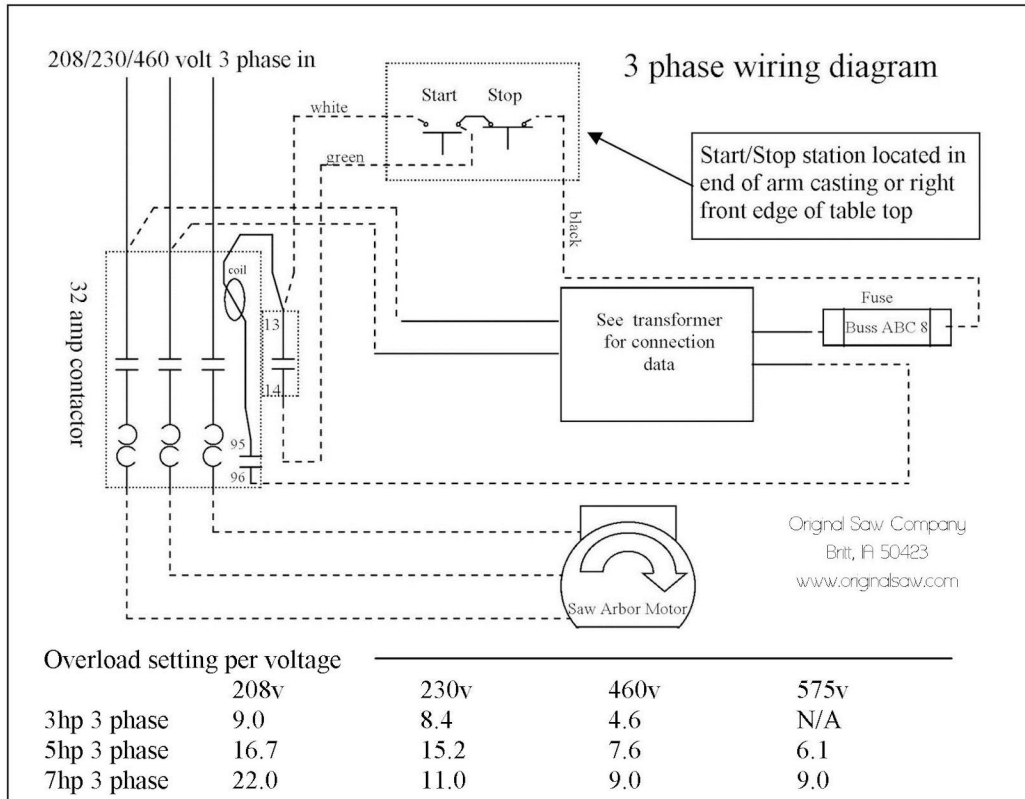 208/230/460 volt 3 phase in
3 phase wiring diagram
white
Start Stop
green
Start/Stop station located in
end of arm casting or right
front edge of table top
black
coil
32 amp contactor
13
14
95
96
See transformer
for connection
data
Fuse
Buss ABC 8
Saw Arbor Motor
Original Saw Company
Britt, IA 50423
www.originalsaw.com
Overload setting per voltage
208v 230v 460v 575v
3hp 3 phase 9.0 8.4 4.6 N/A
5hp 3 phase 16.7 15.2 7.6 6.1
7hp 3 phase 22.0 11.0 9.0 9.0